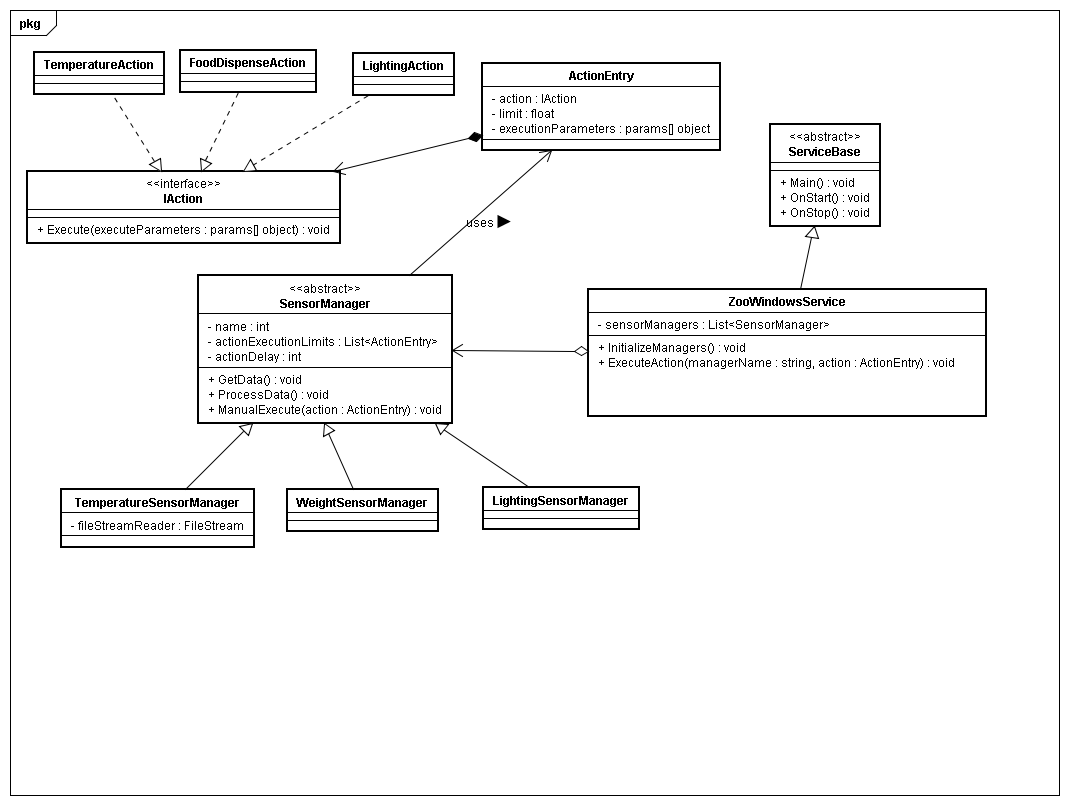 pkg
TemperatureAction
FoodDispenseAction
LightingAction
ActionEntry
- action : IAction
- limit : float
- executionParameters : params[] object
<<abstract>>
ServiceBase
+ Main() : void
+ OnStart() : void
+ OnStop() : void
<<interface>>
IAction
+ Execute(executeParameters : params[] object) : void
uses
<<abstract>>
SensorManager
- name : int
- actionExecutionLimits : List<ActionEntry>
- actionDelay : int
+ GetData() : void
+ ProcessData() : void
+ ManualExecute(action : ActionEntry) : void
ZooWindowsService
- sensorManagers : List<SensorManager>
+ InitializeManagers() : void
+ ExecuteAction(managerName : string, action : ActionEntry) : void
TemperatureSensorManager
- fileStreamReader : FileStream
WeightSensorManager
LightingSensorManager